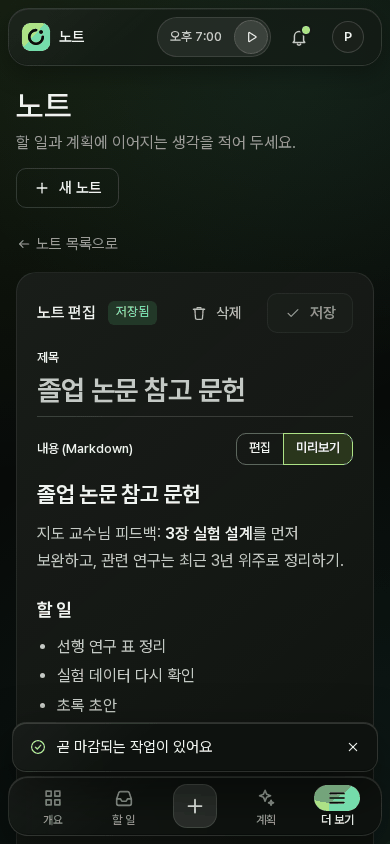 노트
오후 7:00
P
노트
할 일과 계획에 이어지는 생각을 적어 두세요.
새 노트
← 노트 목록으로
노트 편집
저장됨
삭제
저장
제목
졸업 논문 참고 문헌
내용 (Markdown)
편집
미리보기
졸업 논문 참고 문헌
지도 교수님 피드백: 3장 실험 설계를 먼저
보완하고, 관련 연구는 최근 3년 위주로 정리하기.
할 일
• 선행 연구 표 정리
• 실험 데이터 다시 확인
• 초록 초안
곧 마감되는 작업이 있어요
개요
할 일
계획
더 보기